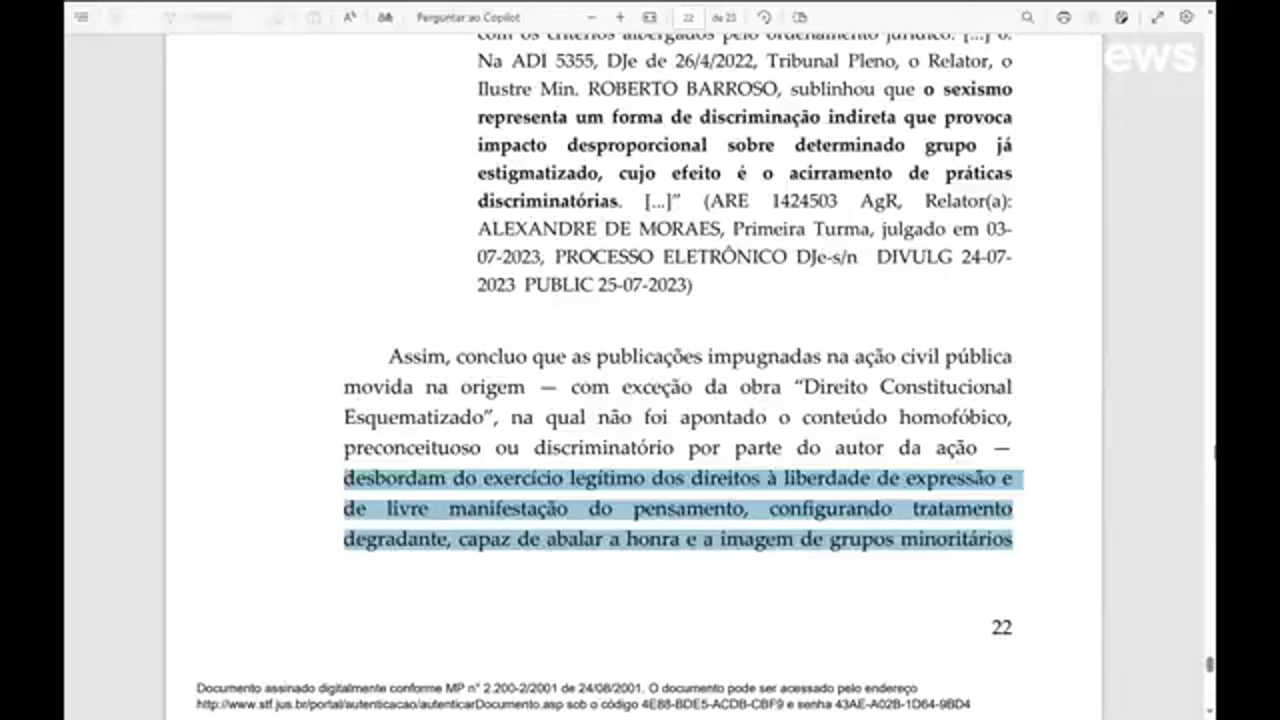 Perguntar ao Copilot
22 de 23
ews
com os critérios albergados pelo ordenamento jurídico. [...] 6.
Na ADI 5355, DJe de 26/4/2022, Tribunal Pleno, o Relator, o
Ilustre Min. ROBERTO BARROSO, sublinhou que o sexismo
representa um forma de discriminação indireta que provoca
impacto desproporcional sobre determinado grupo já
estigmatizado, cujo efeito é o acirramento de práticas
discriminatórias. [...]” (ARE 1424503 AgR, Relator(a):
ALEXANDRE DE MORAES, Primeira Turma, julgado em 03-
07-2023, PROCESSO ELETRÔNICO DJe-s/n DIVULG 24-07-
2023 PUBLIC 25-07-2023)
Assim, concluo que as publicações impugnadas na ação civil pública
movida na origem — com exceção da obra “Direito Constitucional
Esquematizado”, na qual não foi apontado o conteúdo homofóbico,
preconceituoso ou discriminatório por parte do autor da ação —
desbordam do exercício legítimo dos direitos à liberdade de expressão e
de livre manifestação do pensamento, configurando tratamento
degradante, capaz de abalar a honra e a imagem de grupos minoritários
22
Documento assinado digitalmente conforme MP n° 2.200-2/2001 de 24/08/2001. O documento pode ser acessado pelo endereço
http://www.stf.jus.br/portal/autenticacao/autenticarDocumento.asp sob o código 4E88-BDE5-ACDB-CBF9 e senha 43AE-A02B-1D64-9BD4